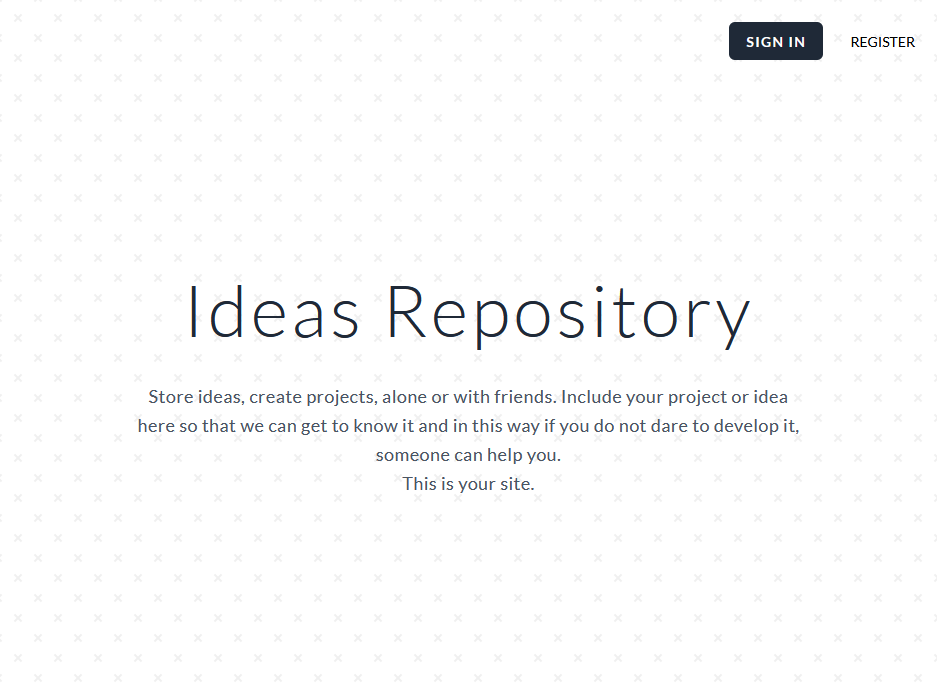 SIGN IN REGISTER
Ideas Repository
Store ideas, create projects, alone or with friends. Include your project or idea
here so that we can get to know it and in this way if you do not dare to develop it,
someone can help you.
This is your site.